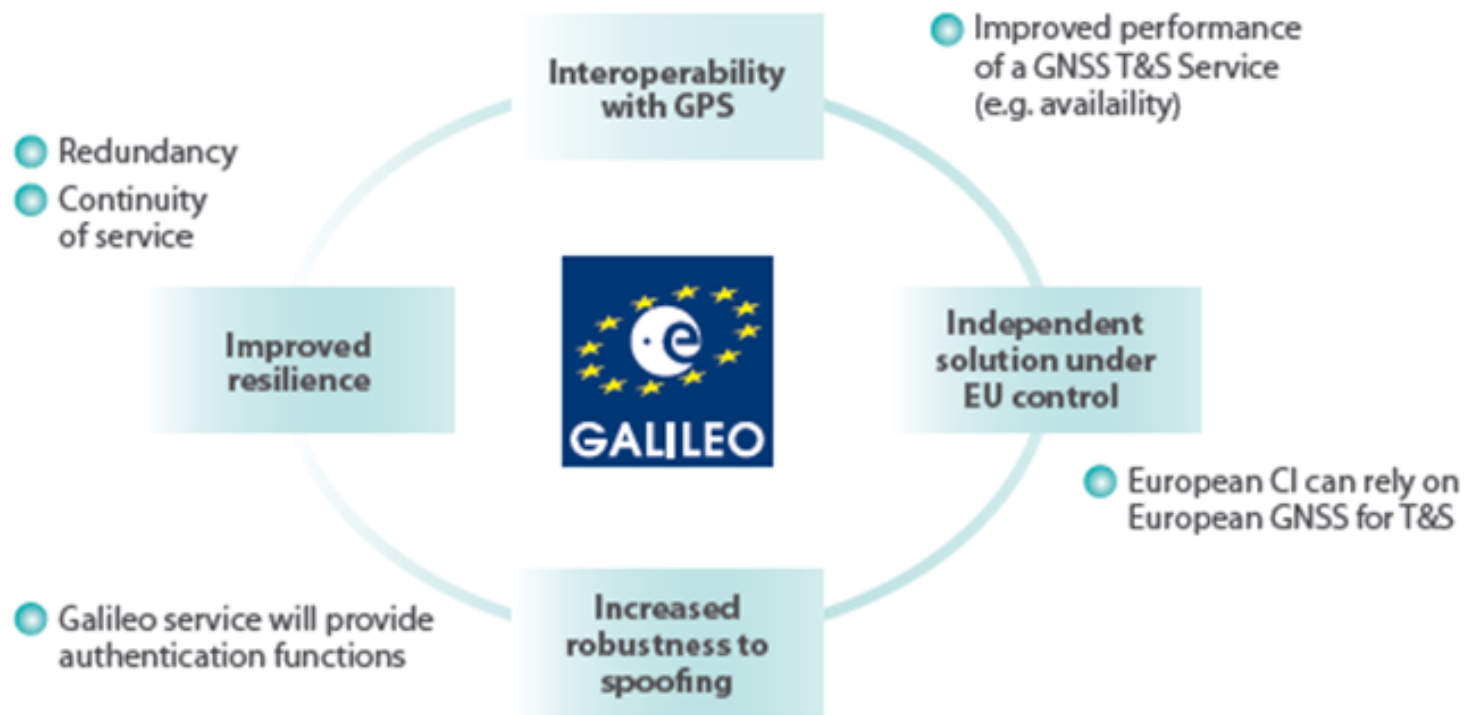 Interoperability
with GPS
Improved performance
of a GNSS T&S Service
(e.g. availaility)
Redundancy
Continuity
of service
Improved
resilience
GALILEO
Independent
solution under
EU control
European CI can rely on
European GNSS for T&S
Galileo service will provide
authentication functions
Increased
robustness to
spoofing